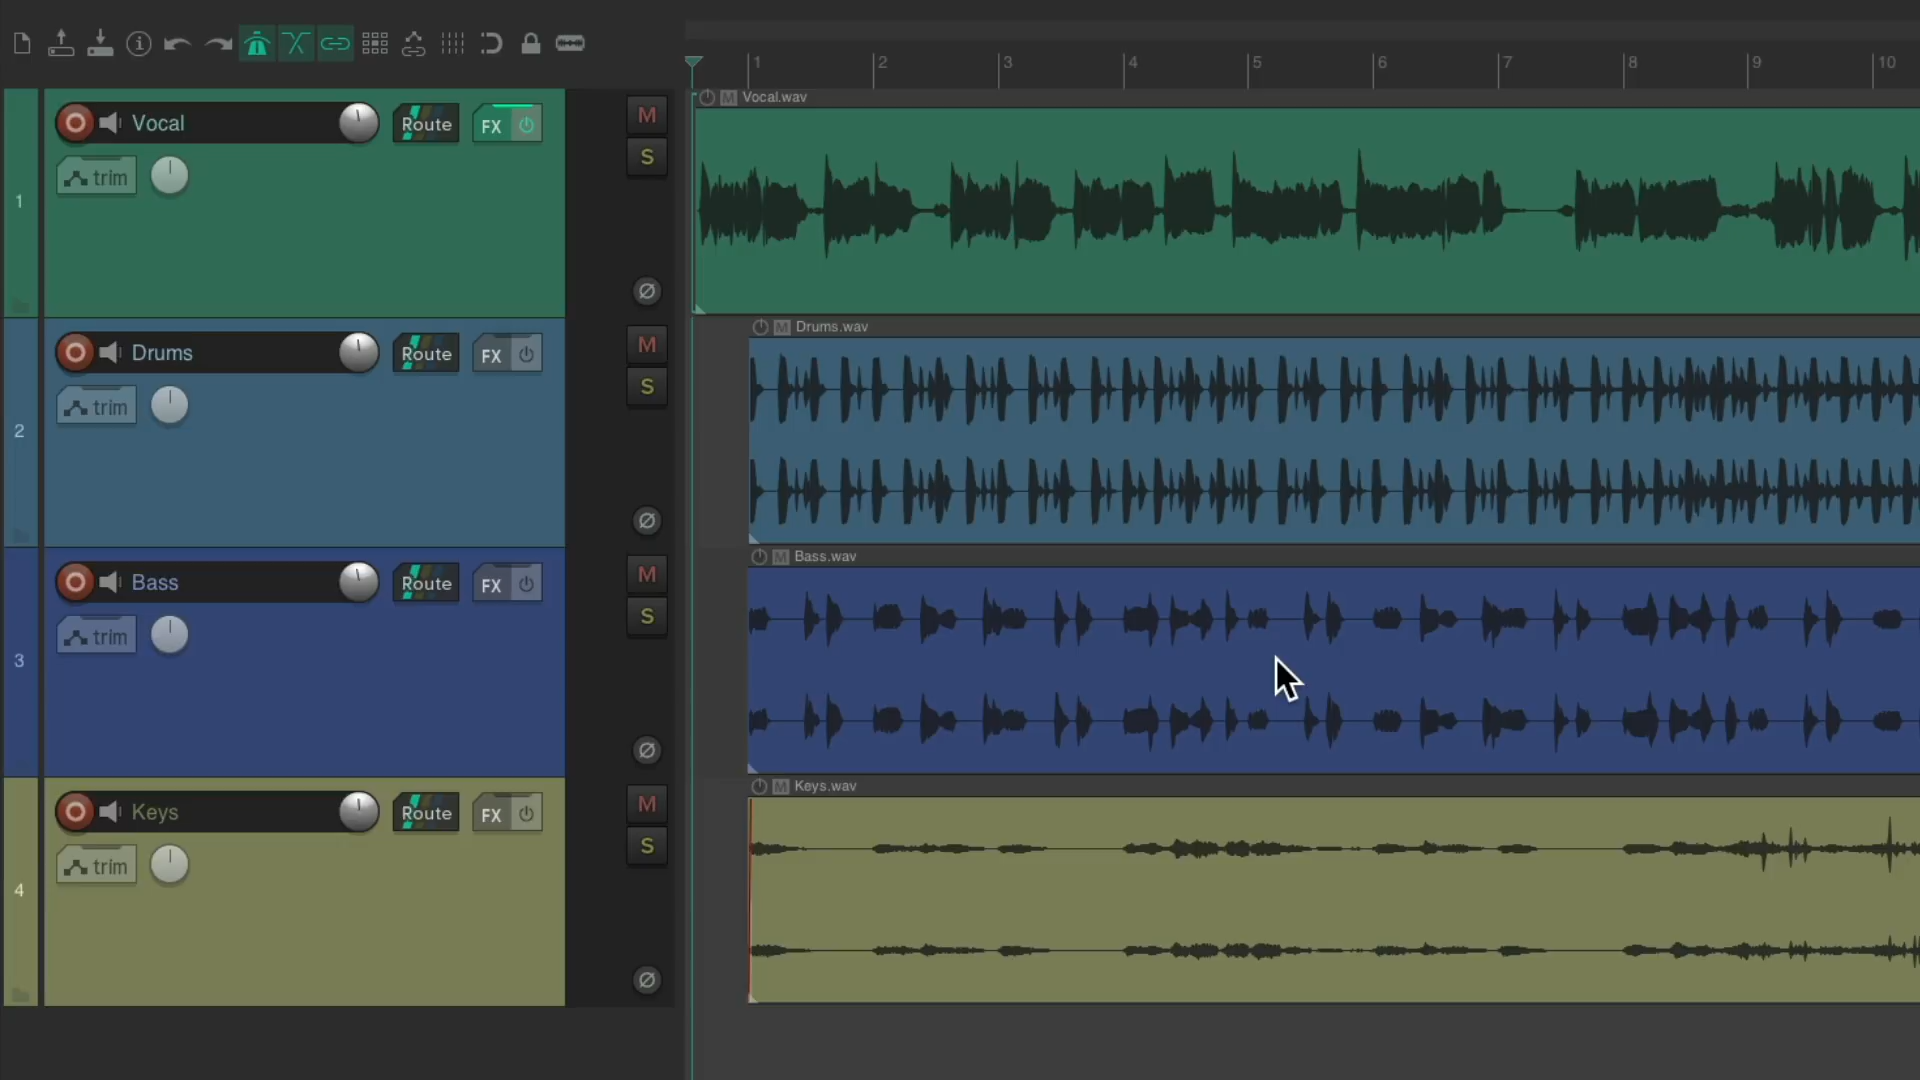 1 2 3 4 5 6 7 8 9 10
M Vocal.wav
Vocal Route FX M
trim S
1
M Drums.wav
Drums Route FX M
trim S
2
M Bass.wav
Bass Route FX M
trim S
3
M Keys.wav
Keys Route FX M
trim S
4